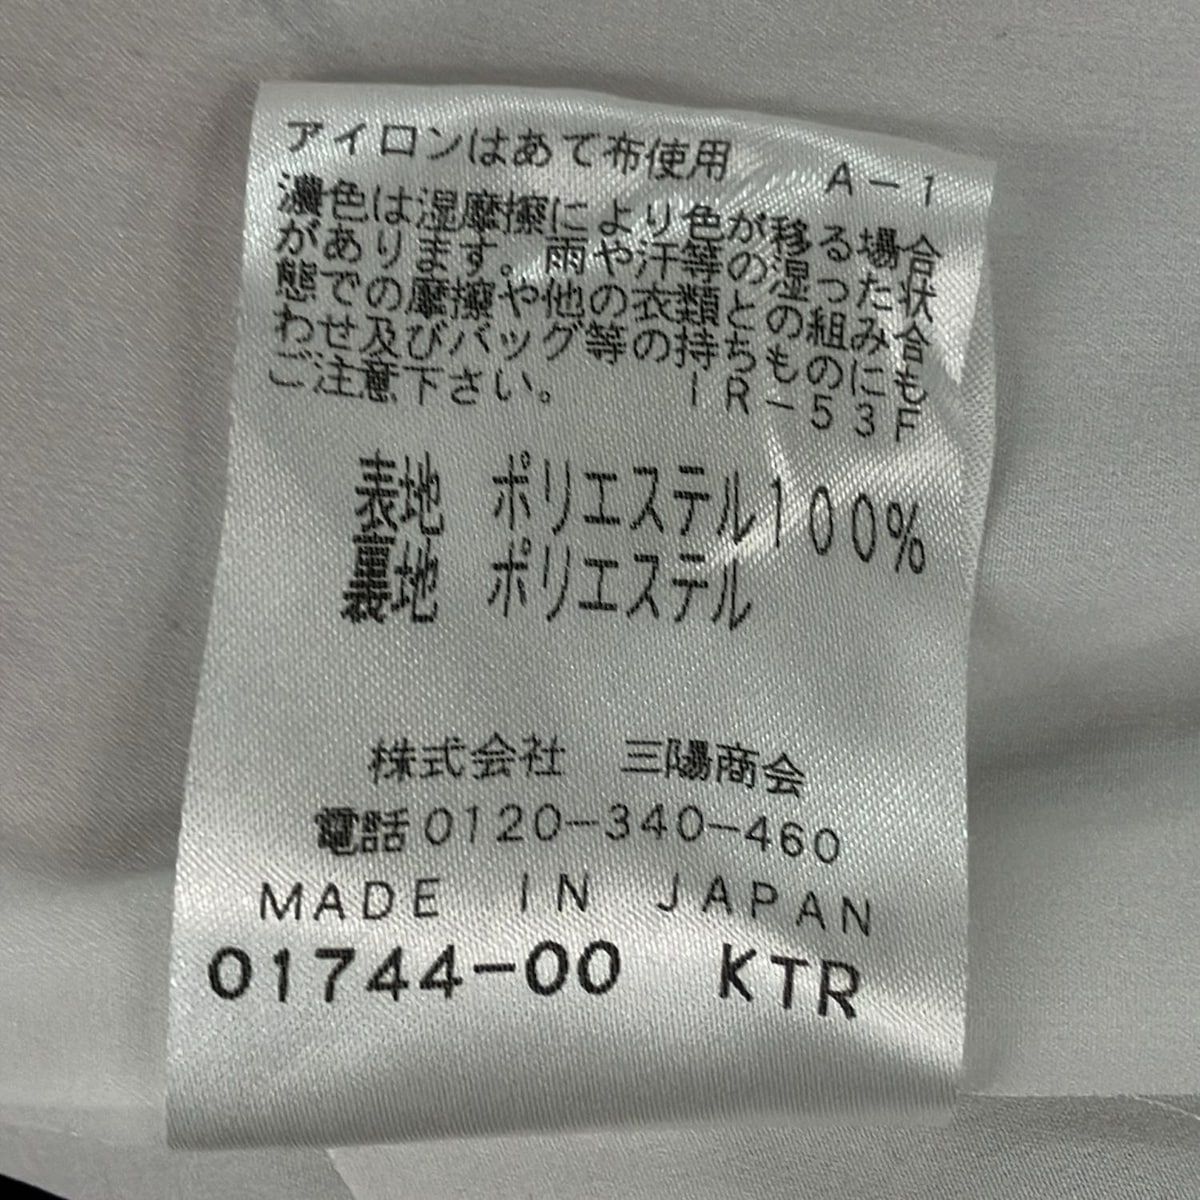 アイロンはあて布使用 A-1
濃色は湿摩擦により色が移る場合
があります。雨や汗等の湿った状
態での摩擦や他の衣類との組み合
わせ及びバッグ等の持ちものにも
ご注意下さい。 IR-53F
表地 ポリエステル100%
裏地 ポリエステル
株式会社 三陽商会
電話0120-340-460
MADE IN JAPAN
01744-00 KTR